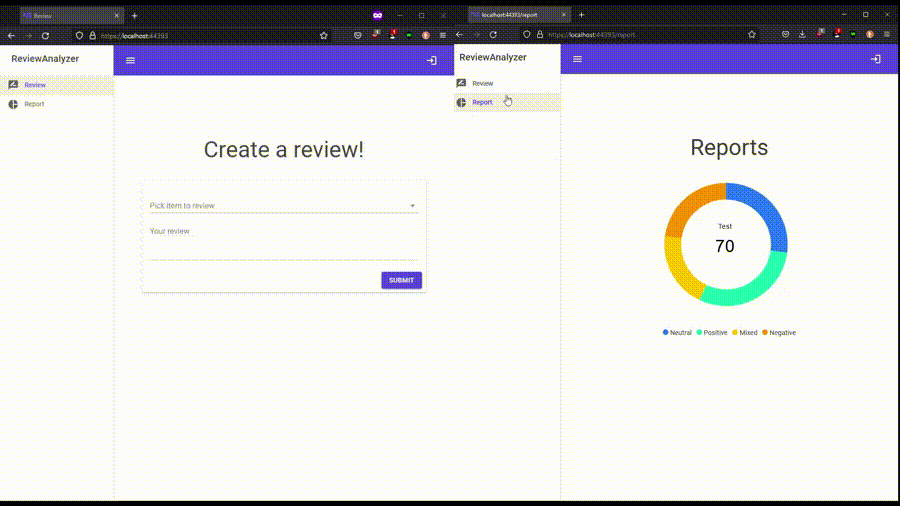 Review
https://localhost:44393
ReviewAnalyzer
Review
Report
Create a review!
Pick item to review
Your review
SUBMIT
localhost:44393/report
https://localhost:44393/report
ReviewAnalyzer
Review
Report
Reports
Test
70
Neutral
Positive
Mixed
Negative